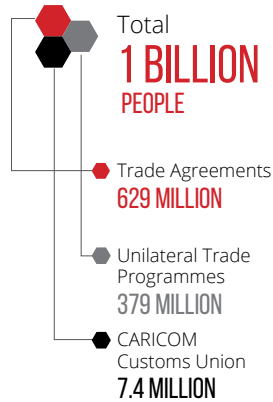 Total
1 BILLION
PEOPLE
Trade Agreements
629 MILLION
Unilateral Trade
Programmes
379 MILLION
CARICOM
Customs Union
7.4 MILLION